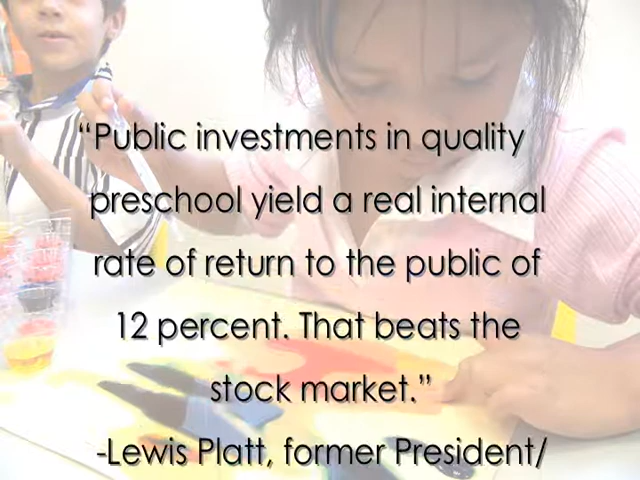 “Public investments in quality
preschool yield a real internal
rate of return to the public of
12 percent. That beats the
stock market.”
-Lewis Platt, former President/